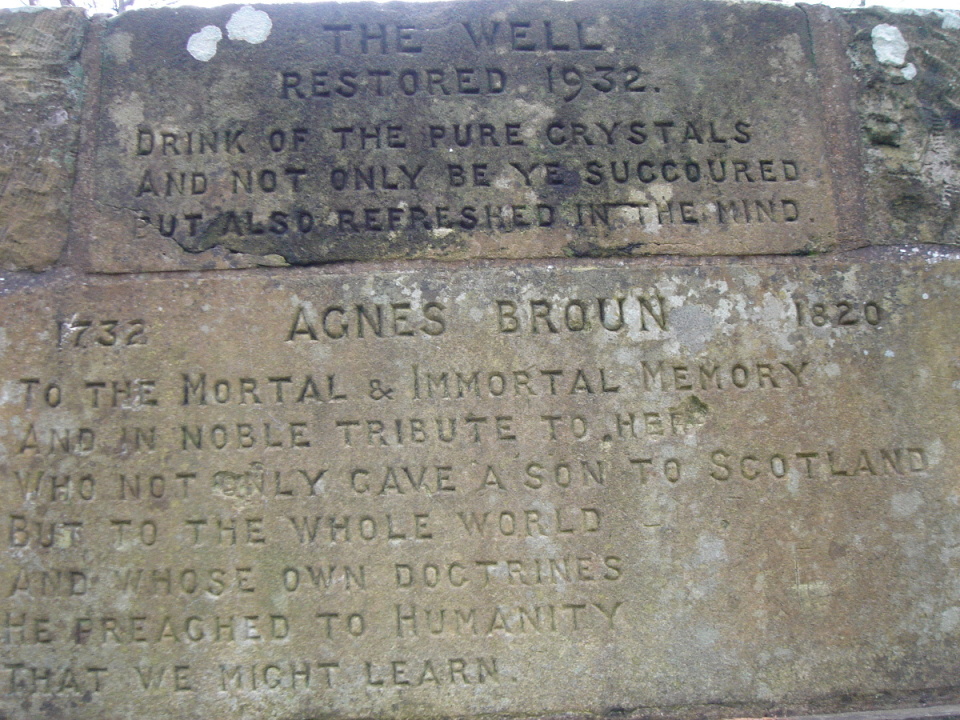 THE WELL
RESTORED 1932.
DRINK OF THE PURE CRYSTALS
AND NOT ONLY BE YE SUCCOURED
BUT ALSO REFRESHED IN THE MIND.
1732 AGNES BROUN 1820
TO THE MORTAL & IMMORTAL MEMORY
AND IN NOBLE TRIBUTE TO HER
WHO NOT ONLY GAVE A SON TO SCOTLAND
BUT TO THE WHOLE WORLD
AND WHOSE OWN DOCTRINES
HE PREACHED TO HUMANITY
THAT WE MIGHT LEARN.